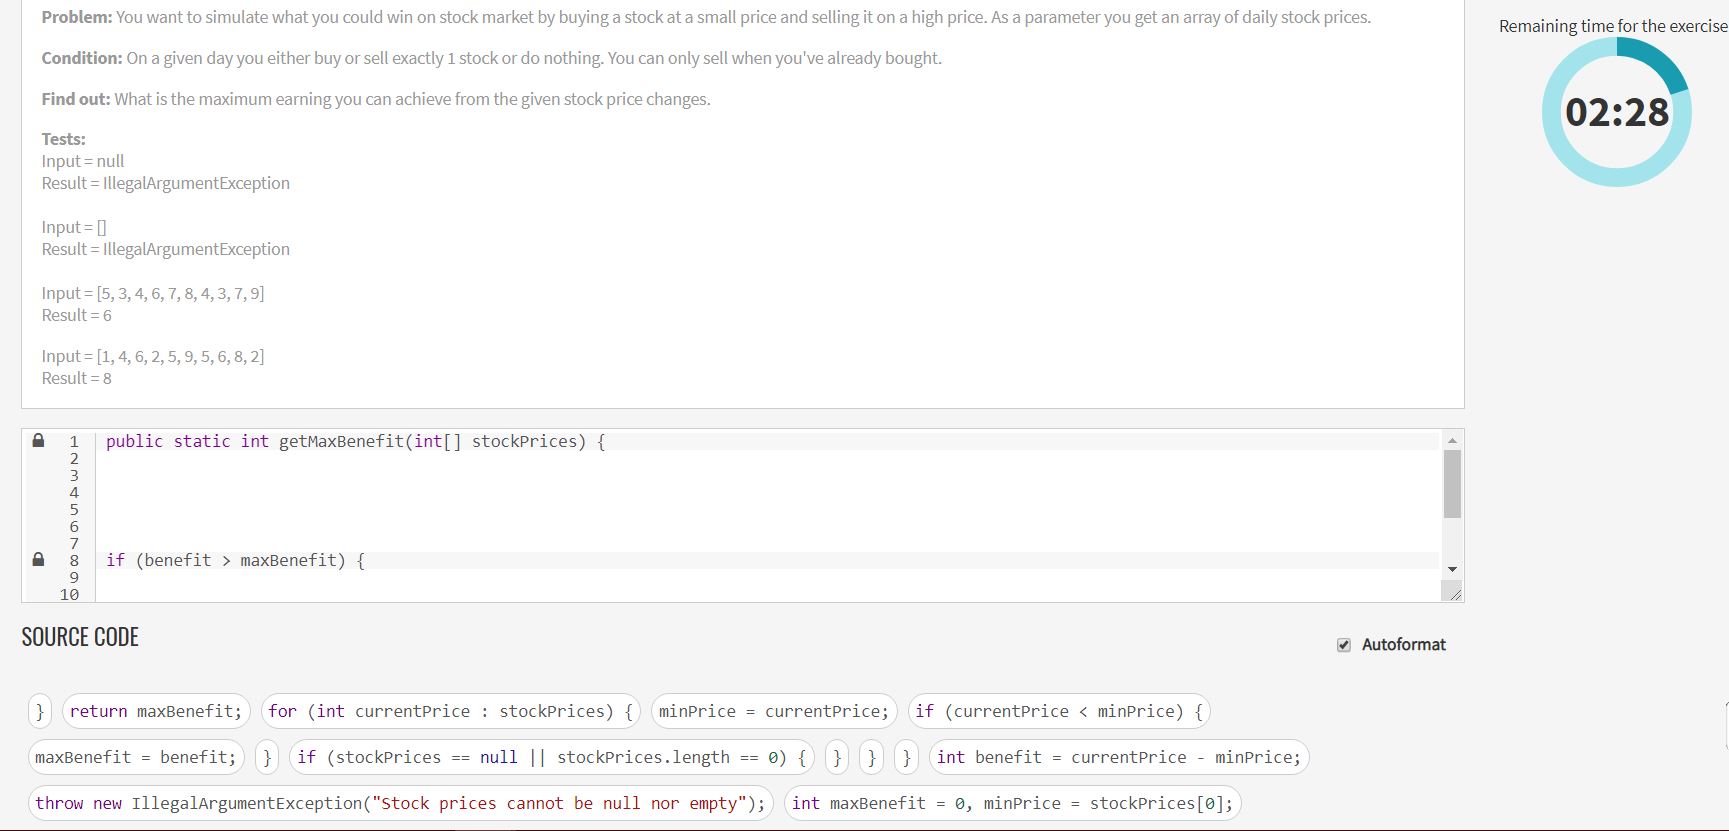 Problem: You want to simulate what you could win on stock market by buying a stock at a small price and selling it on a high price. As a parameter you get an array of daily stock prices.
Condition: On a given day you either buy or sell exactly 1 stock or do nothing. You can only sell when you've already bought.
Find out: What is the maximum earning you can achieve from the given stock price changes.
Tests:
Input = null
Result = IllegalArgumentException
Input = []
Result = IllegalArgumentException
Input = [5, 3, 4, 6, 7, 8, 4, 3, 7, 9]
Result = 6
Input = [1, 4, 6, 2, 5, 9, 5, 6, 8, 2]
Result = 8
Remaining time for the exercise
02:28
1 public static int getMaxBenefit(int[] stockPrices) {
2
3
4
5
6
7
8 if (benefit > maxBenefit) {
9
10
SOURCE CODE
Autoformat
} return maxBenefit; for (int currentPrice : stockPrices) { minPrice = currentPrice; if (currentPrice < minPrice) {
maxBenefit = benefit; } if (stockPrices == null || stockPrices.length == 0) { } } } int benefit = currentPrice - minPrice;
throw new IllegalArgumentException("Stock prices cannot be null nor empty"); int maxBenefit = 0, minPrice = stockPrices[0];